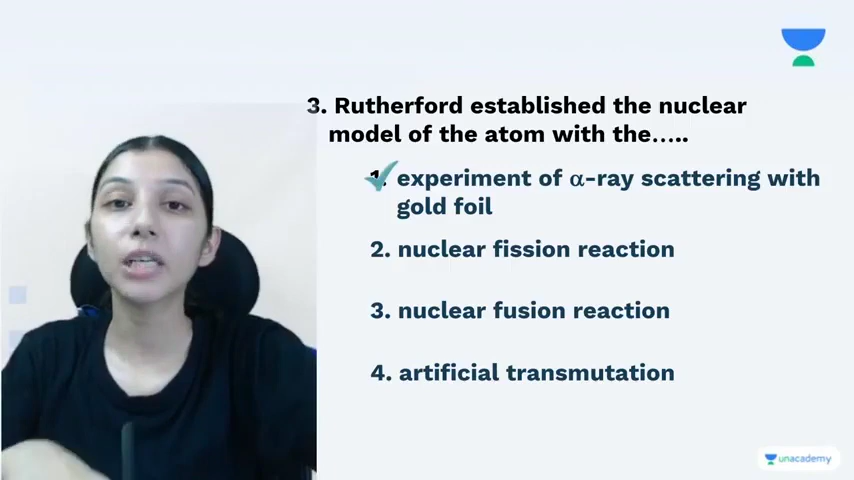 3. Rutherford established the nuclear
model of the atom with the.....
1. experiment of α-ray scattering with
gold foil
2. nuclear fission reaction
3. nuclear fusion reaction
4. artificial transmutation
unacademy